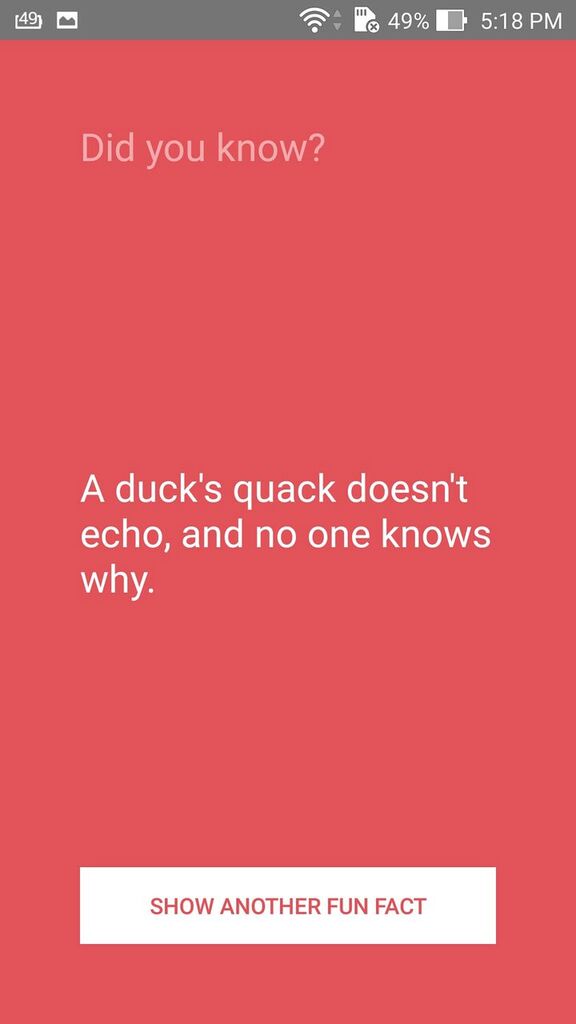 49 49% 5:18 PM
Did you know?
A duck's quack doesn't
echo, and no one knows
why.
SHOW ANOTHER FUN FACT